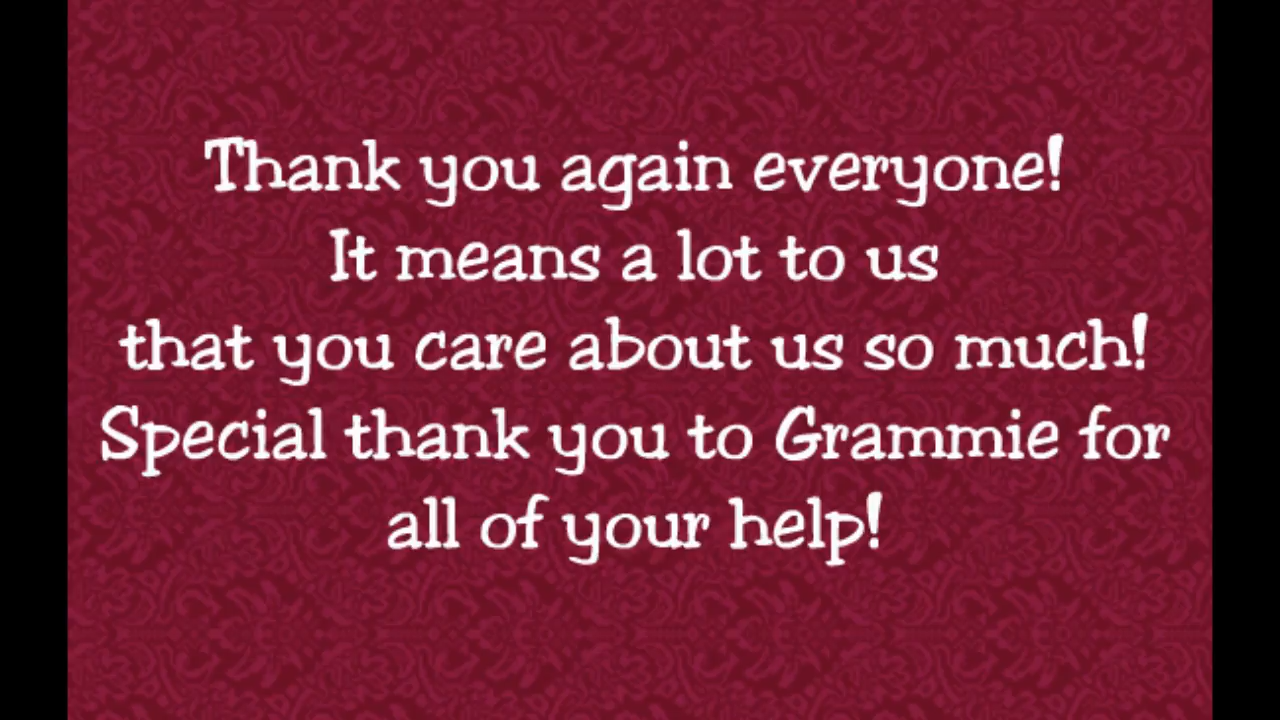 Thank you again everyone!
It means a lot to us
that you care about us so much!
Special thank you to Grammie for
all of your help!